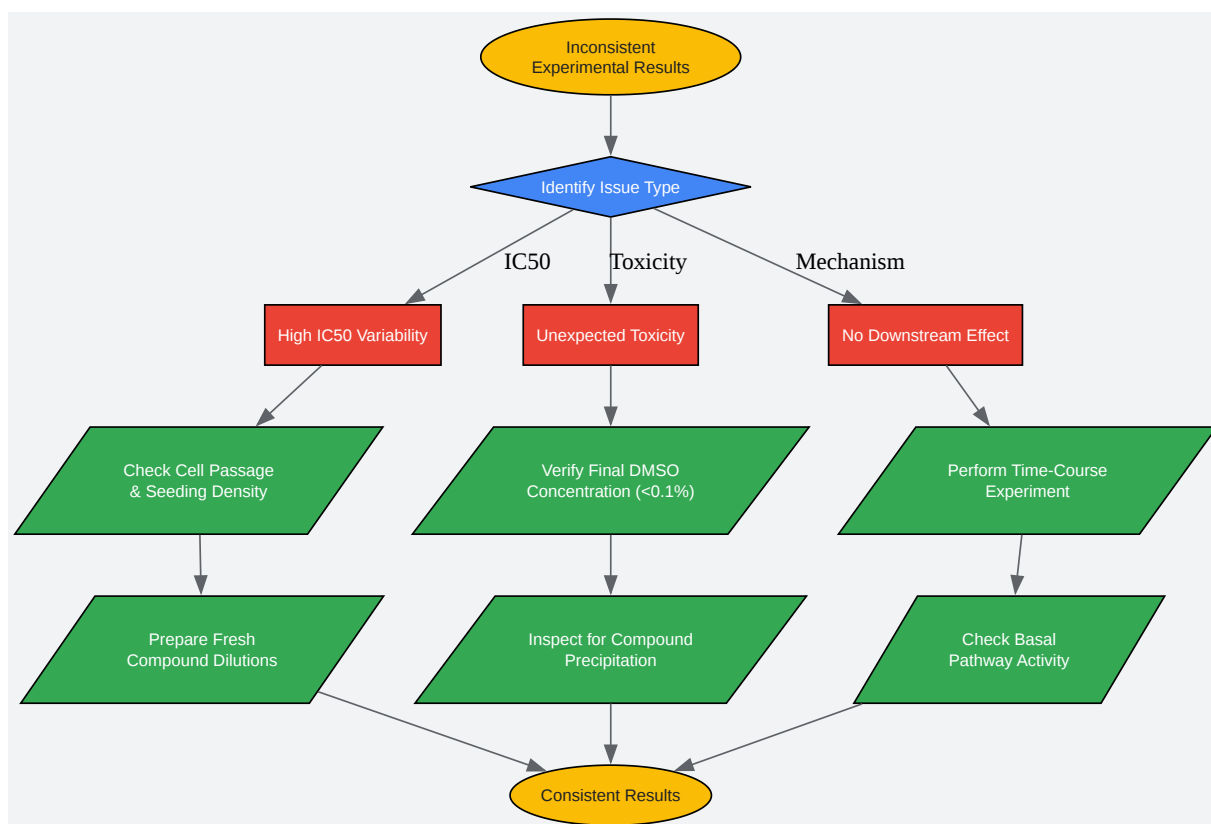 Inconsistent
Experimental Results
Identify Issue Type
IC50
Toxicity
Mechanism
High IC50 Variability
Unexpected Toxicity
No Downstream Effect
Check Cell Passage
& Seeding Density
Verify Final DMSO
Concentration (<0.1%)
Perform Time-Course
Experiment
Prepare Fresh
Compound Dilutions
Inspect for Compound
Precipitation
Check Basal
Pathway Activity
Consistent Results